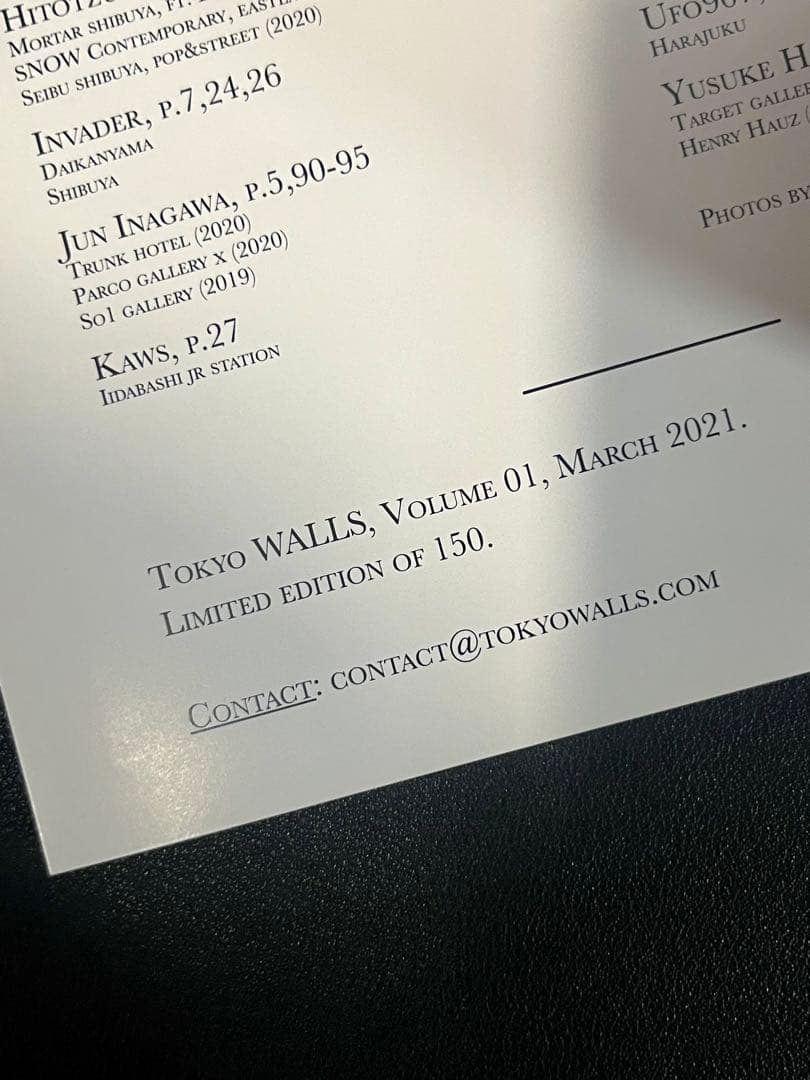 MORTAR SHIBUYA,
SNOW CONTEMPORARY,
SEIBU SHIBUYA, POP&STREET (2020)
INVADER, P.7,24,26
DAIKANYAMA
SHIBUYA
JUN INAGAWA, P.5,90-95
TRUNK HOTEL (2020)
PARCO GALLERY X (2020)
SO1 GALLERY (2019)
KAWS, P.27
IIDABASHI JR STATION
HARAJUKU
YUSUKE
TARGET
HENRY HAUZ
PHOTOS BY
TOKYO WALLS, VOLUME 01, MARCH 2021.
LIMITED EDITION OF 150.
CONTACT: CONTACT@TOKYOWALLS.COM